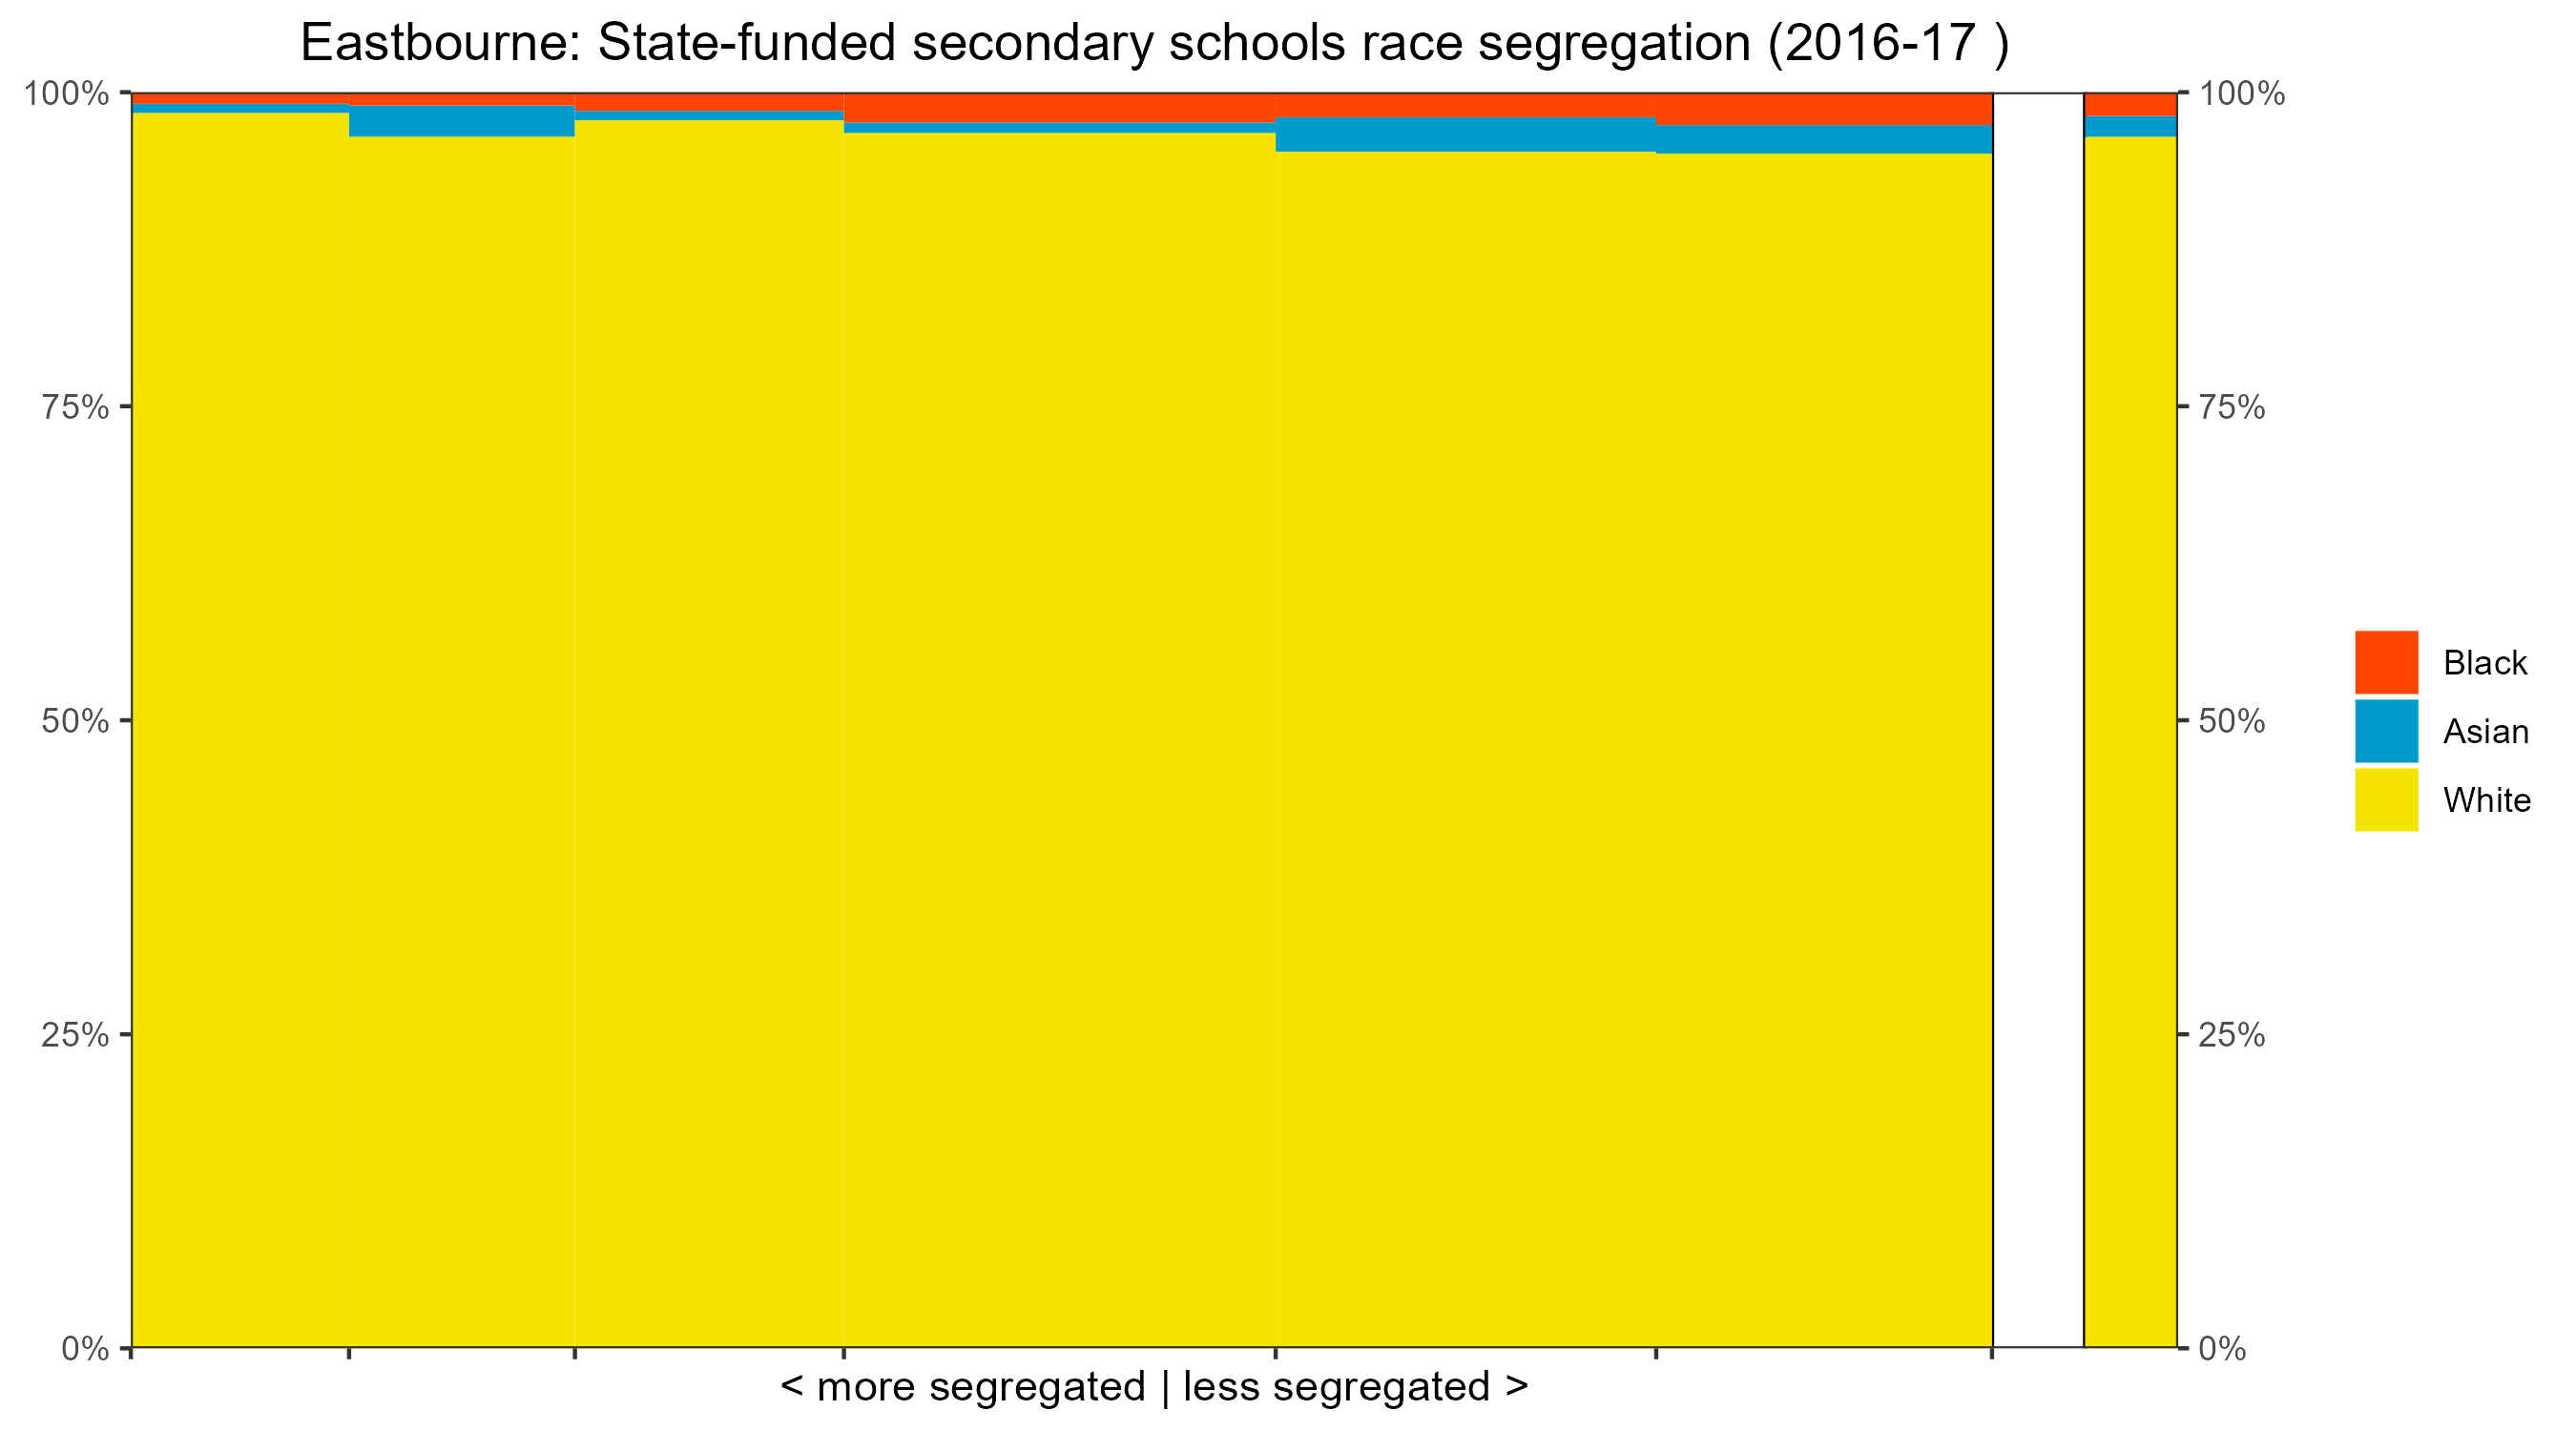 Eastbourne: State-funded secondary schools race segregation (2016-17 )
100%
75%
50%
25%
0%
100%
75%
50%
25%
0%
Black
Asian
White
< more segregated | less segregated >